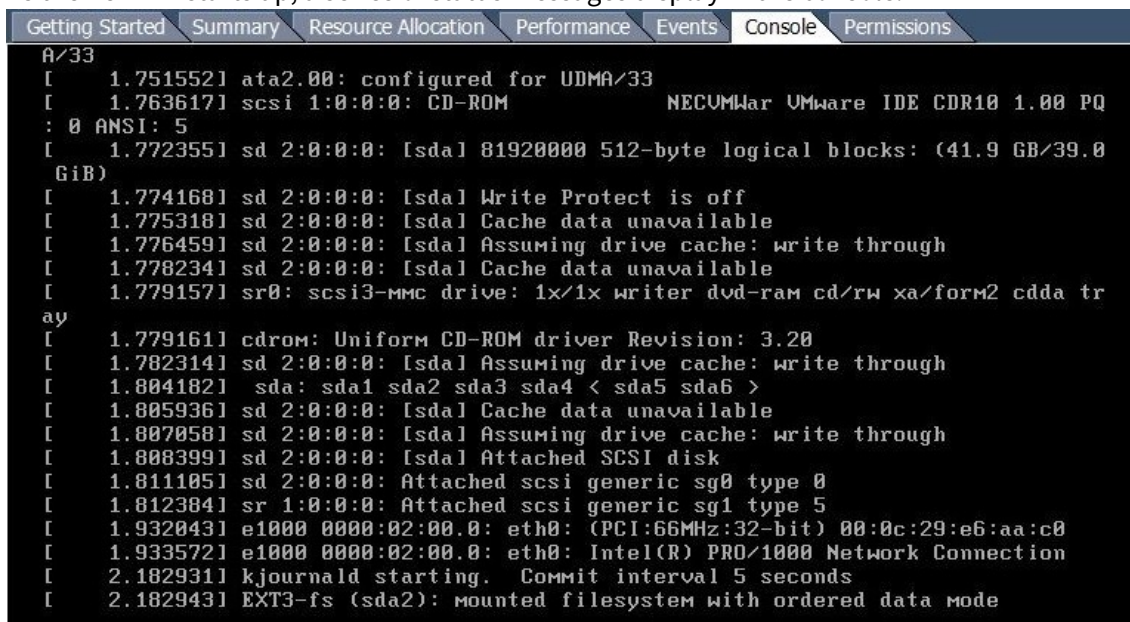 Getting Started Summary Resource Allocation Performance Events Console Permissions
A/33
[    1.751552] ata2.00: configured for UDMA/33
[    1.763617] scsi 1:0:0:0: CD-ROM            NECVMWar VMware IDE CDR10 1.00 PQ
: 0 ANSI: 5
[    1.772355] sd 2:0:0:0: [sda] 81920000 512-byte logical blocks: (41.9 GB/39.0
 GiB)
[    1.774168] sd 2:0:0:0: [sda] Write Protect is off
[    1.775318] sd 2:0:0:0: [sda] Cache data unavailable
[    1.776459] sd 2:0:0:0: [sda] Assuming drive cache: write through
[    1.778234] sd 2:0:0:0: [sda] Cache data unavailable
[    1.779157] sr0: scsi3-mmc drive: 1x/1x writer dvd-ram cd/rw xa/form2 cdda tr
ay
[    1.779161] cdrom: Uniform CD-ROM driver Revision: 3.20
[    1.782314] sd 2:0:0:0: [sda] Assuming drive cache: write through
[    1.804182]  sda: sda1 sda2 sda3 sda4 < sda5 sda6 >
[    1.805936] sd 2:0:0:0: [sda] Cache data unavailable
[    1.807058] sd 2:0:0:0: [sda] Assuming drive cache: write through
[    1.808399] sd 2:0:0:0: [sda] Attached SCSI disk
[    1.811105] sd 2:0:0:0: Attached scsi generic sg0 type 0
[    1.812384] sr 1:0:0:0: Attached scsi generic sg1 type 5
[    1.932043] e1000 0000:02:00.0: eth0: (PCI:66MHz:32-bit) 00:0c:29:e6:aa:c0
[    1.933572] e1000 0000:02:00.0: eth0: Intel(R) PRO/1000 Network Connection
[    2.182931] kjournald starting.  Commit interval 5 seconds
[    2.182943] EXT3-fs (sda2): mounted filesystem with ordered data mode